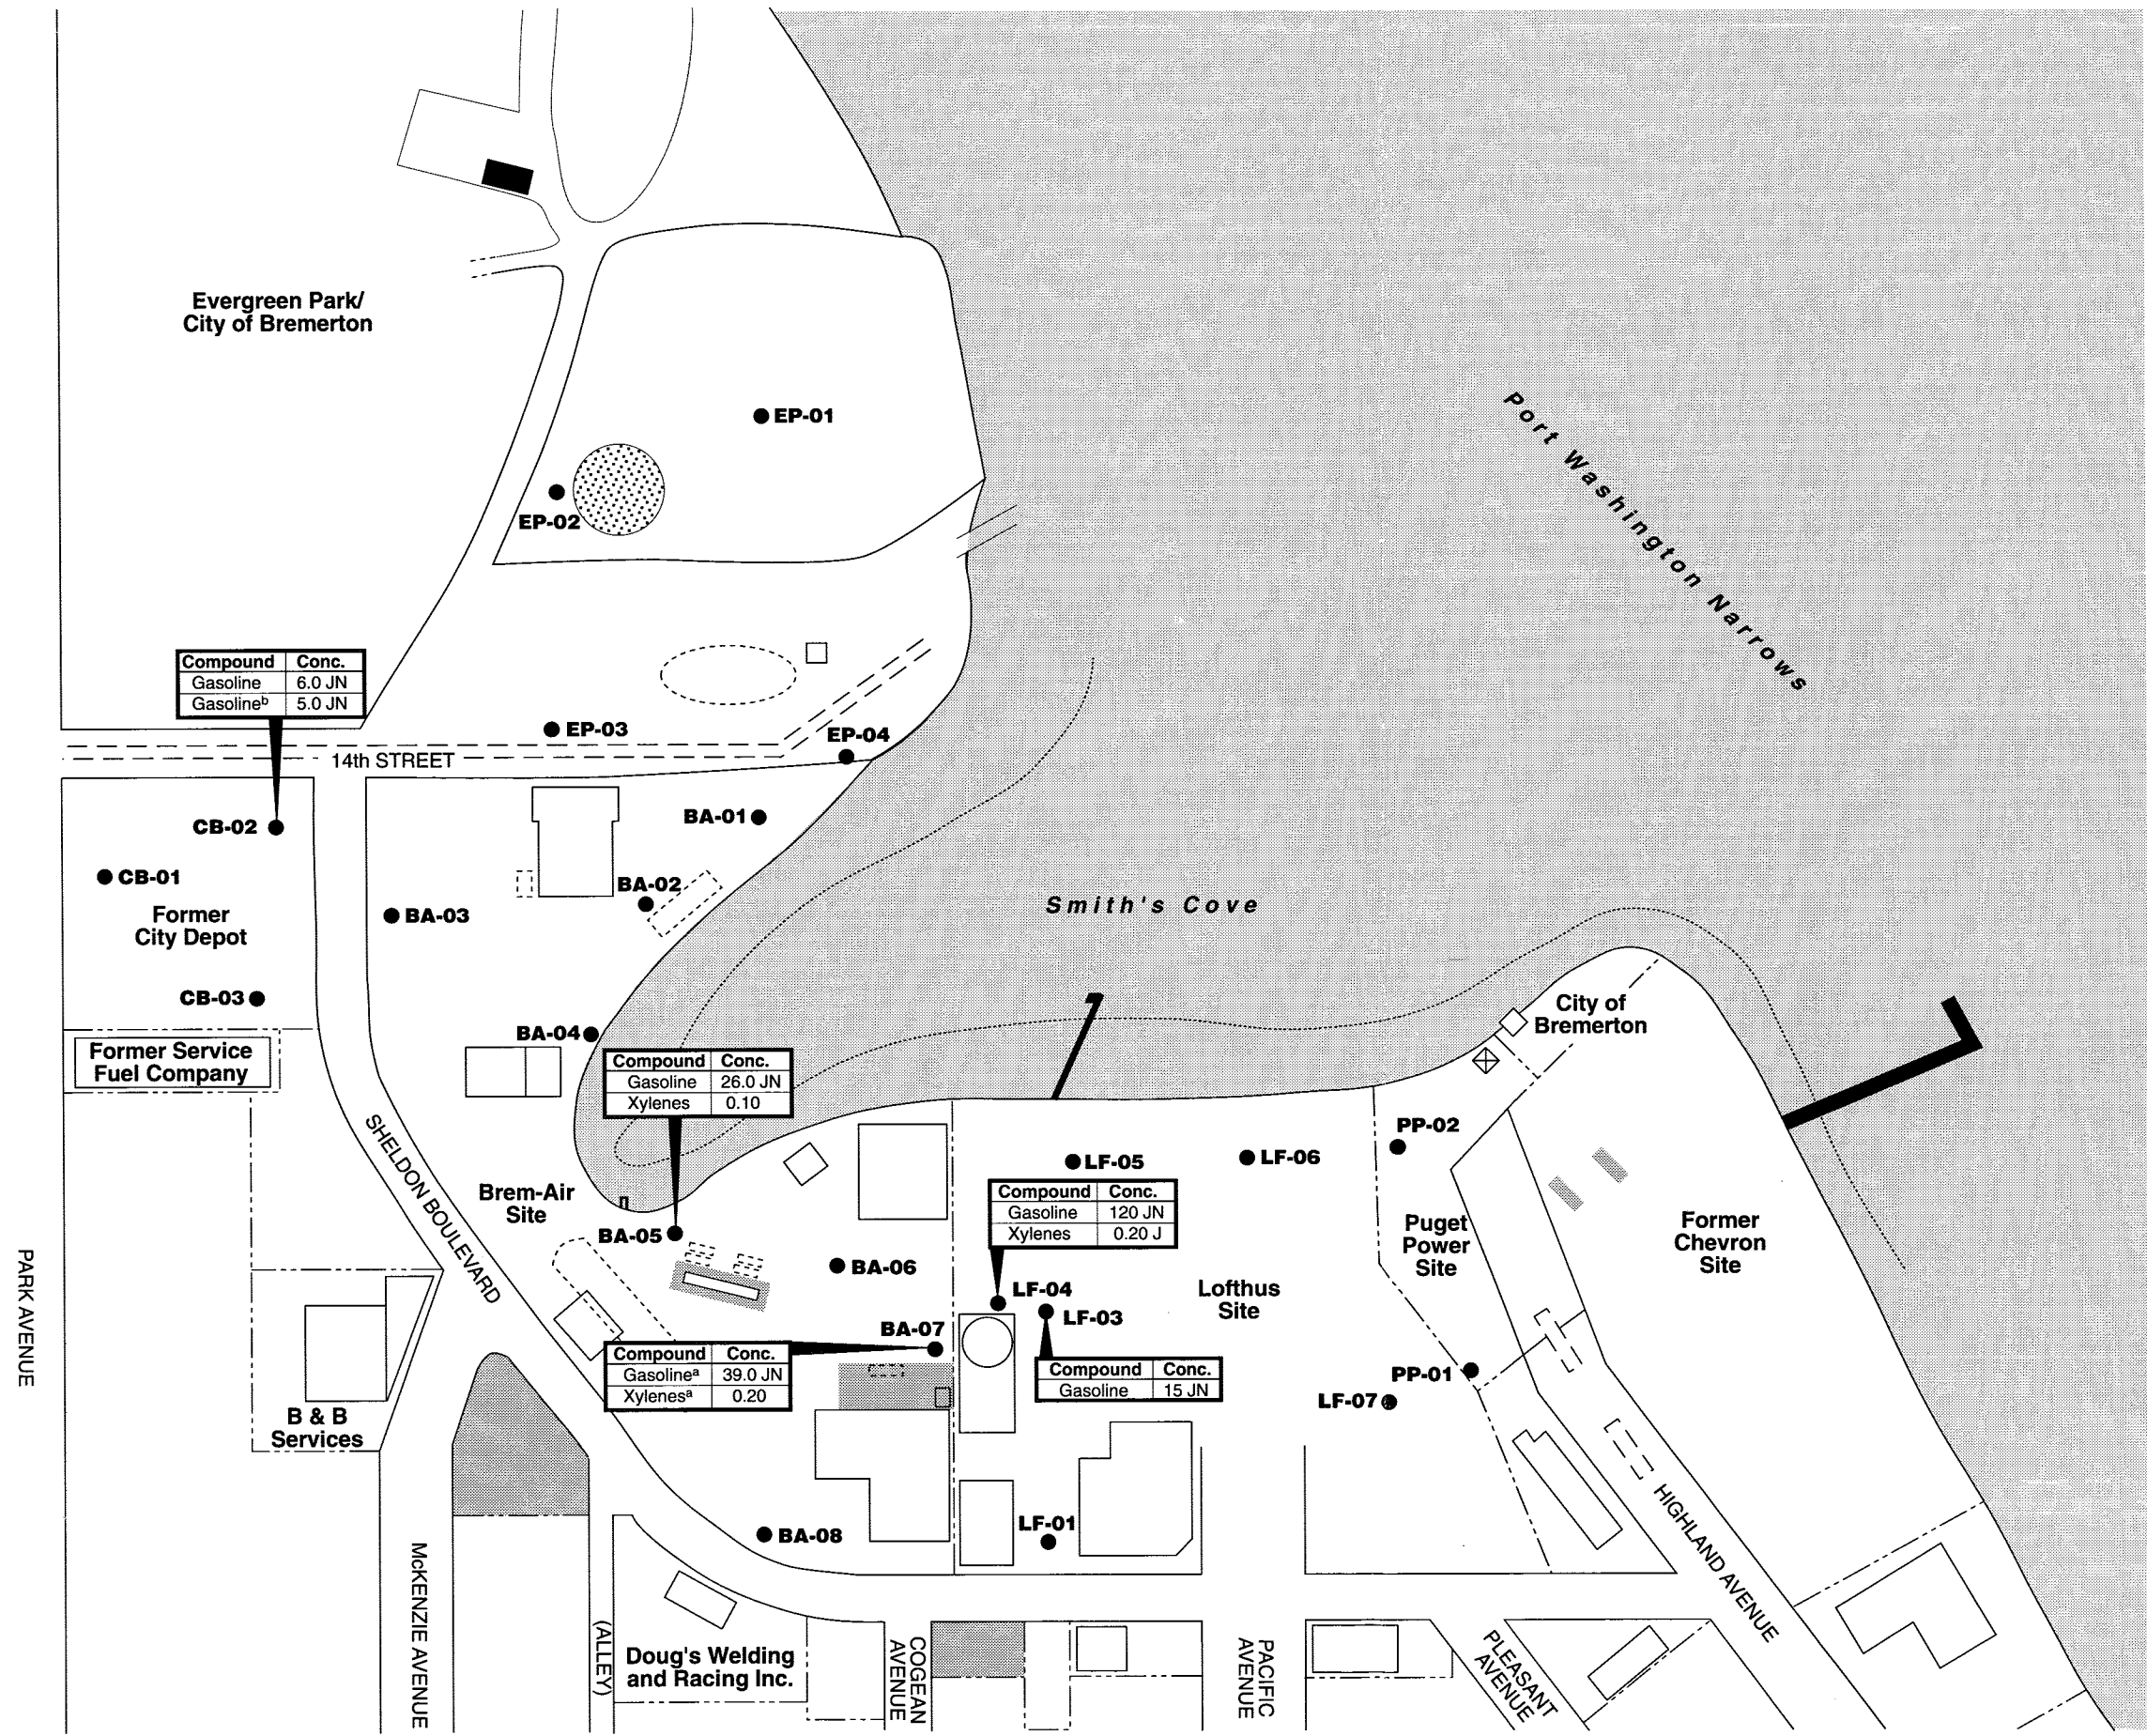 Evergreen Park/
City of Bremerton
EP-01
EP-02
Port Washington Narrows
Compound Conc.
Gasoline 6.0 JN
Gasolineᵇ 5.0 JN
EP-03
EP-04
14th STREET
CB-02
BA-01
CB-01
BA-02
Former
City Depot
BA-03
Smith's Cove
CB-03
BA-04
City of
Bremerton
Former Service
Fuel Company
Compound Conc.
Gasoline 26.0 JN
Xylenes 0.10
SHELDON BOULEVARD
PP-02
LF-05
LF-06
Brem-Air
Site
BA-05
Compound Conc.
Gasoline 120 JN
Xylenes 0.20 J
Puget
Power
Site
Former
Chevron
Site
BA-06
LF-04
LF-03
Lofthus
Site
PARK AVENUE
BA-07
Compound Conc.
Gasolineᵃ 39.0 JN
Xylenesᵃ 0.20
Compound Conc.
Gasoline 15 JN
PP-01
LF-07
B & B
Services
BA-08
LF-01
HIGHLAND AVENUE
McKENZIE AVENUE
(ALLEY)
Doug's Welding
and Racing Inc.
COGEAN
AVENUE
PACIFIC
AVENUE
PLEASANT
AVENUE